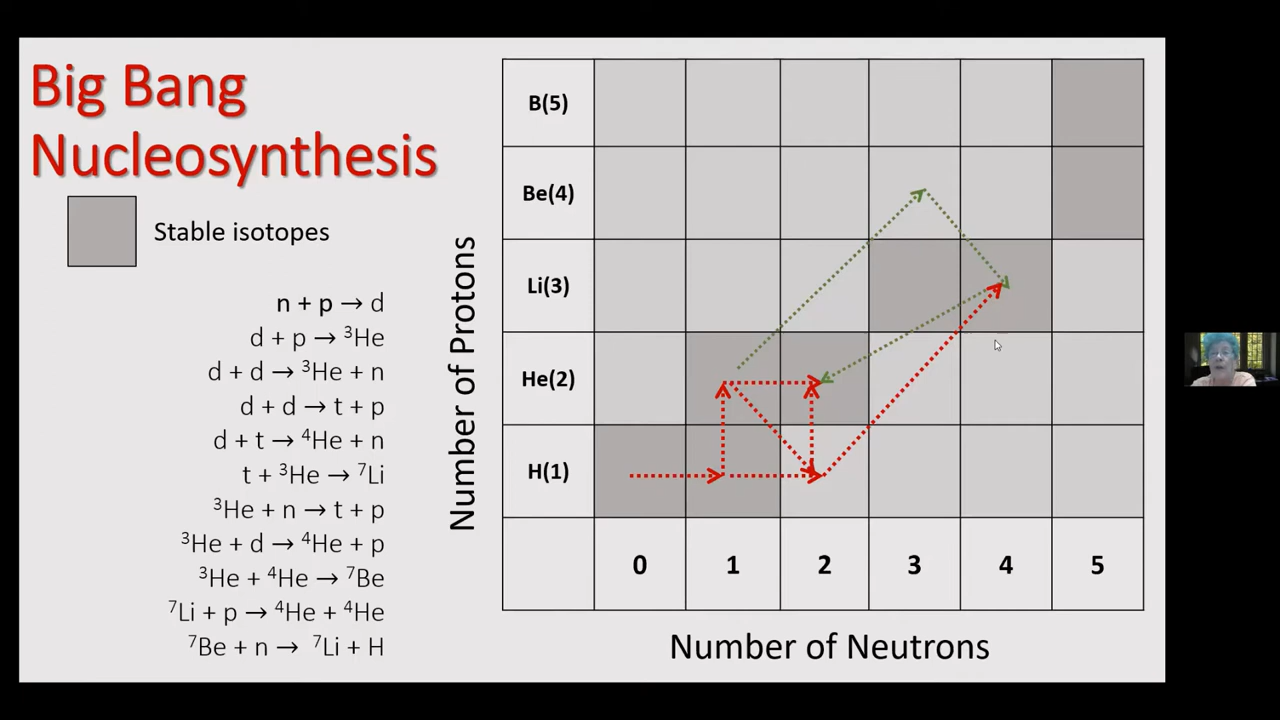 Big Bang
Nucleosynthesis
Stable isotopes
n + p → d
d + p → ³He
d + d → ³He + n
d + d → t + p
d + t → ⁴He + n
t + ³He → ⁷Li
³He + n → t + p
³He + d → ⁴He + p
³He + ⁴He → ⁷Be
⁷Li + p → ⁴He + ⁴He
⁷Be + n → ⁷Li + H
Number of Protons
B(5)
Be(4)
Li(3)
He(2)
H(1)
0 1 2 3 4 5
Number of Neutrons